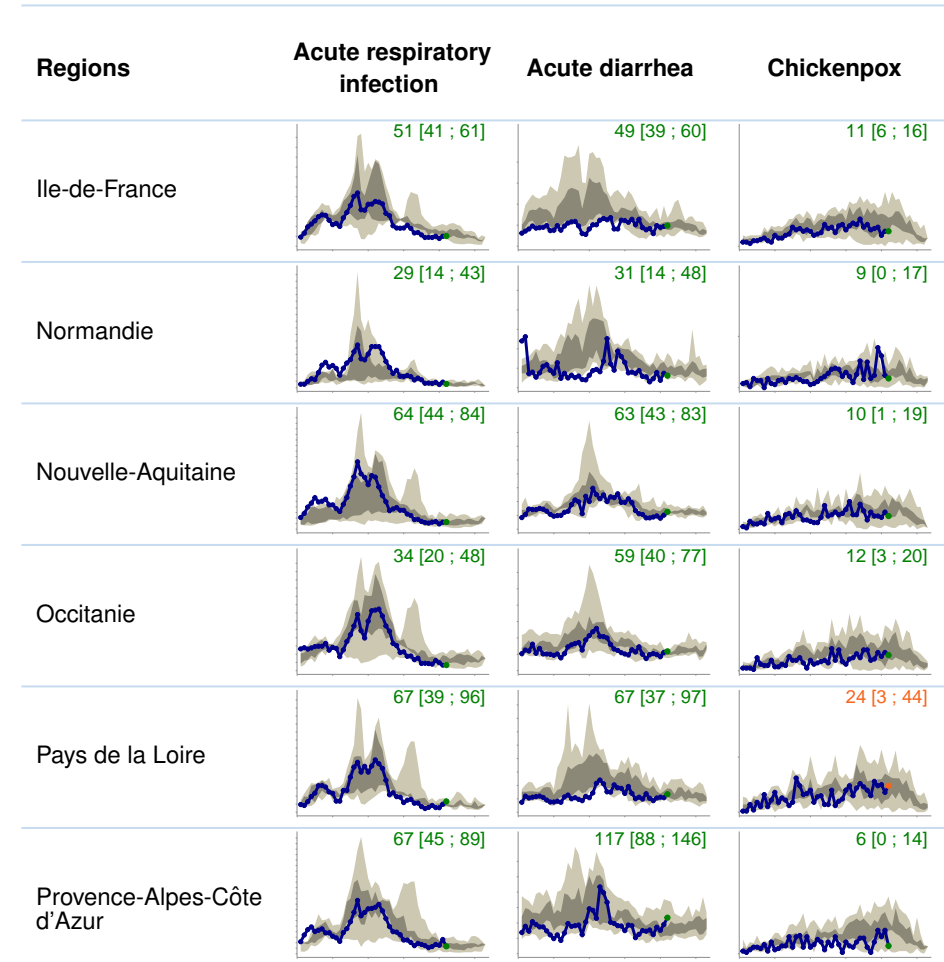 Regions
Acute respiratory
infection
Acute diarrhea
Chickenpox
Ile-de-France
51 [41 ; 61]
49 [39 ; 60]
11 [6 ; 16]
Normandie
29 [14 ; 43]
31 [14 ; 48]
9 [0 ; 17]
Nouvelle-Aquitaine
64 [44 ; 84]
63 [43 ; 83]
10 [1 ; 19]
Occitanie
34 [20 ; 48]
59 [40 ; 77]
12 [3 ; 20]
Pays de la Loire
67 [39 ; 96]
67 [37 ; 97]
24 [3 ; 44]
Provence-Alpes-Côte
d'Azur
67 [45 ; 89]
117 [88 ; 146]
6 [0 ; 14]